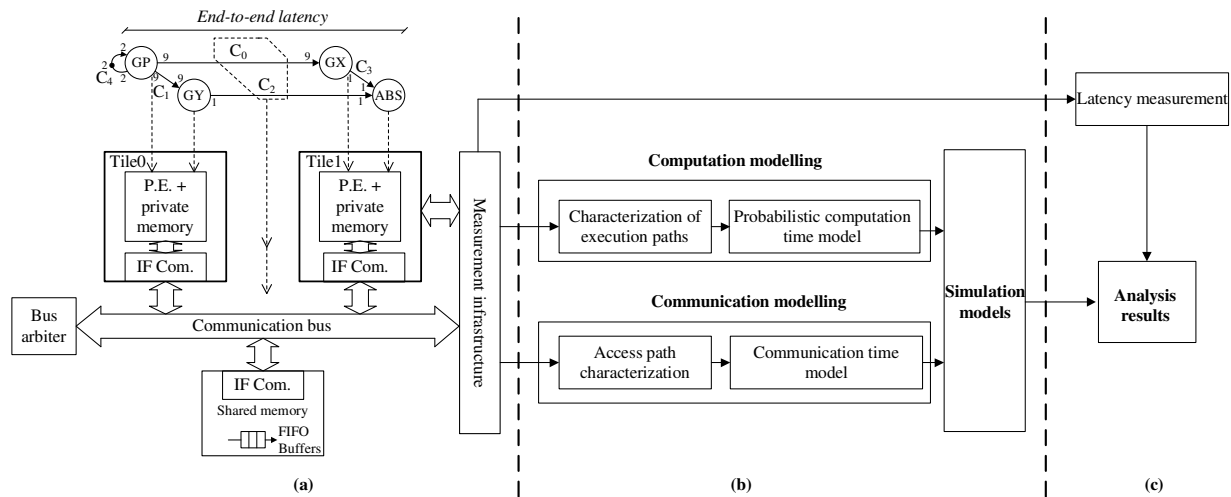 End-to-end latency
2
2
2
C4
GP
9
9
C1
9
GY
1
C0
C2
9
GX
1
C3
1
1
ABS
Tile0
P.E. +
private
memory
IF Com.
Tile1
P.E. +
private
memory
IF Com.
Bus
arbiter
Communication bus
IF Com.
Shared memory
FIFO
Buffers
Measurement infrastructure
(a)
Computation modelling
Characterization of
execution paths
Probabilistic computation
time model
Communication modelling
Access path
characterization
Communication time
model
Simulation
models
(b)
Latency measurement
Analysis
results
(c)